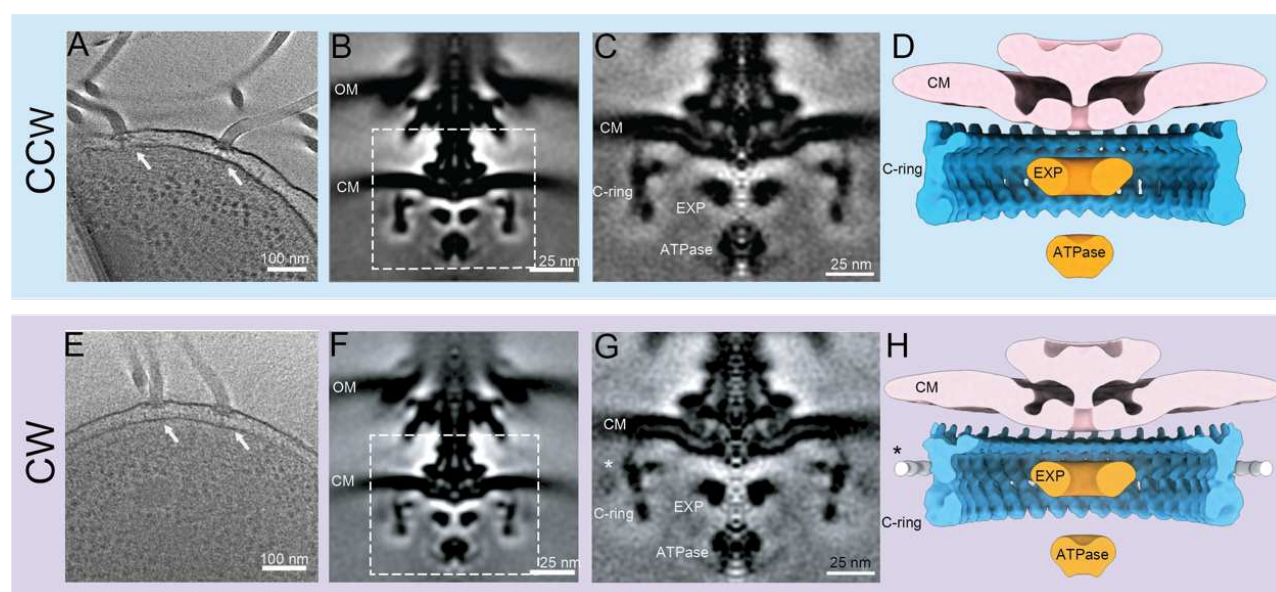 CCW
A
100 nm
B
OM
CM
25 nm
C
CM
C-ring
EXP
ATPase
25 nm
D
CM
C-ring
EXP
ATPase
CW
E
100 nm
F
OM
CM
25 nm
G
CM
*
C-ring
EXP
ATPase
25 nm
H
CM
*
EXP
C-ring
ATPase